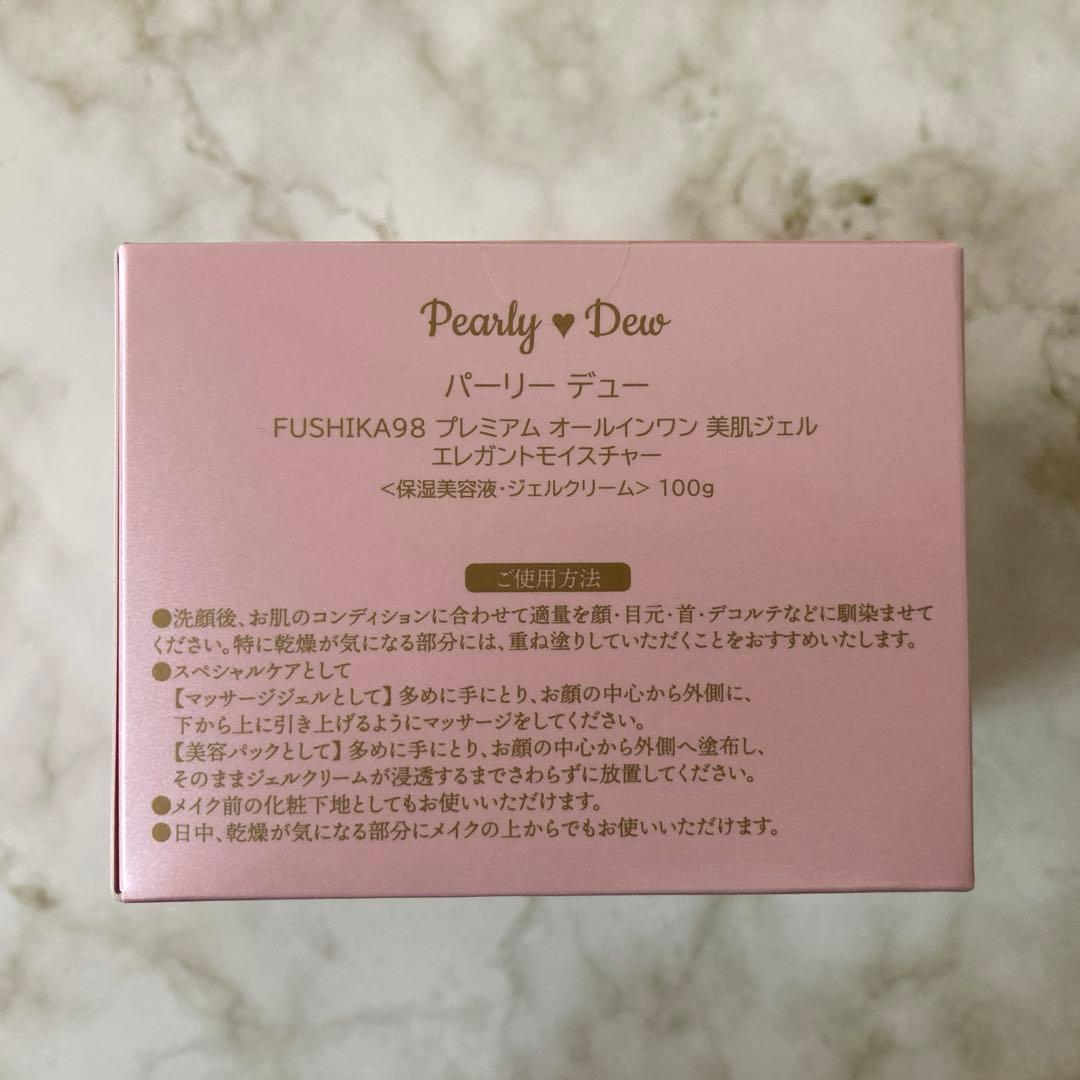 Pearly ♥ Dew
パーリー デュー
FUSHIKA98 プレミアム オールインワン 美肌ジェル
エレガントモイスチャー
<保湿美容液・ジェルクリーム> 100g
ご使用方法
●洗顔後、お肌のコンディションに合わせて適量を顔・目元・首・デコルテなどに馴染ませて
ください。特に乾燥が気になる部分には、重ね塗りしていただくことをおすすめいたします。
●スペシャルケアとして
【マッサージジェルとして】多めに手にとり、お顔の中心から外側に、
下から上に引き上げるようにマッサージをしてください。
【美容パックとして】多めに手にとり、お顔の中心から外側へ塗布し、
そのままジェルクリームが浸透するまでさわらずに放置してください。
●メイク前の化粧下地としてもお使いいただけます。
●日中、乾燥が気になる部分にメイクの上からでもお使いいただけます。